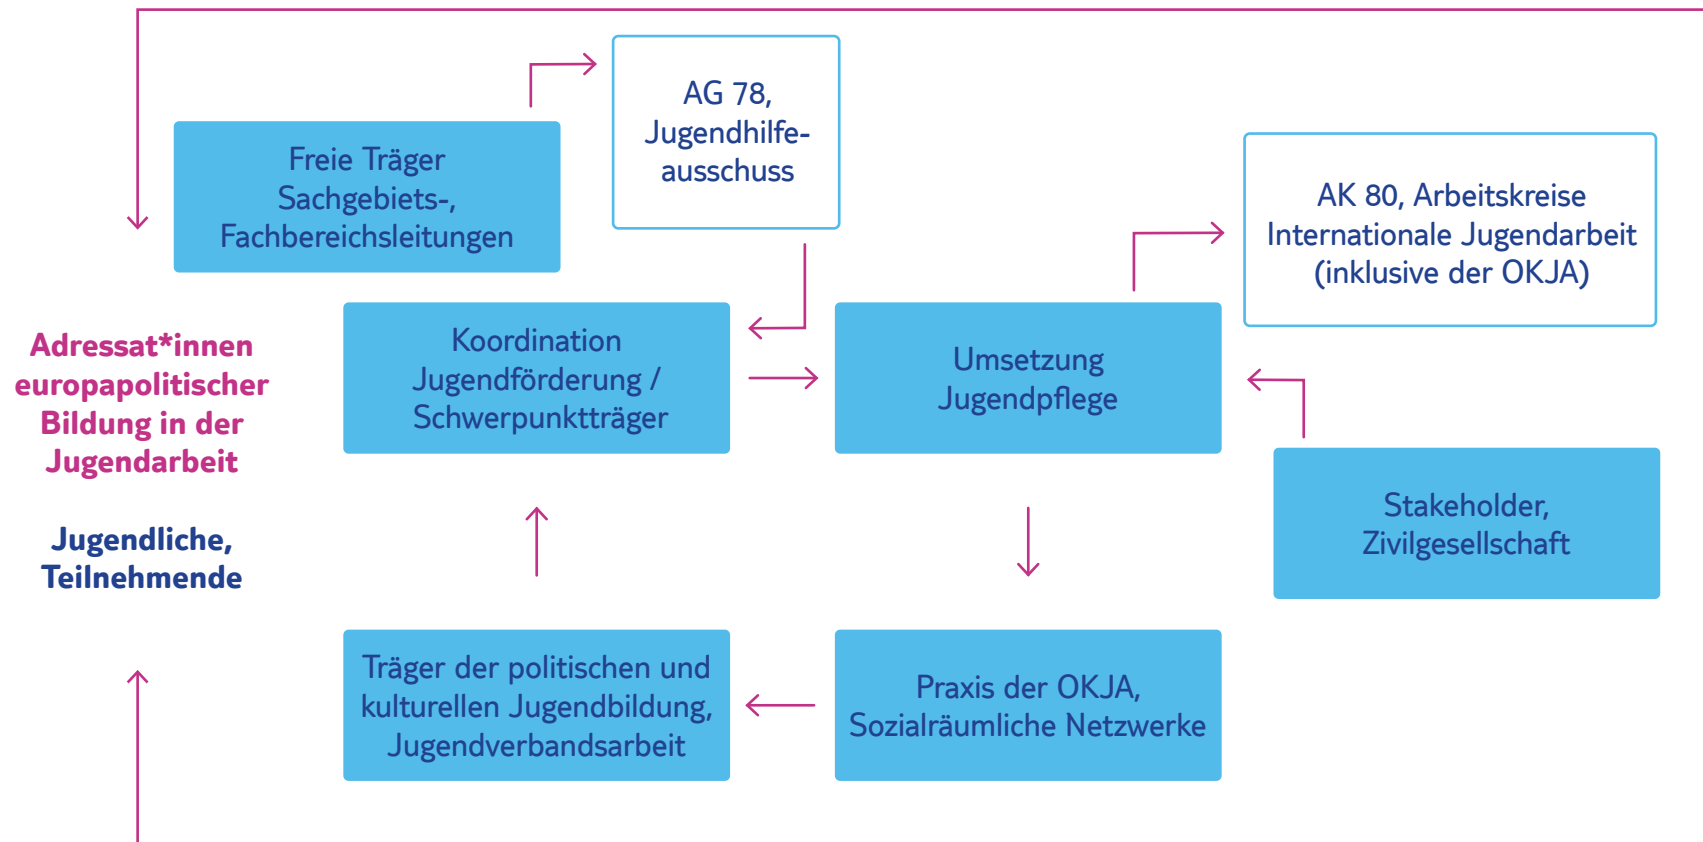 AG 78,
Jugendhilfe-
ausschuss
Freie Träger
Sachgebiets-,
Fachbereichsleitungen
AK 80, Arbeitskreise
Internationale Jugendarbeit
(inklusive der OKJA)
Adressat*innen
europapolitischer
Bildung in der
Jugendarbeit
Jugendliche,
Teilnehmende
Koordination
Jugendförderung /
Schwerpunktträger
Umsetzung
Jugendpflege
Stakeholder,
Zivilgesellschaft
Träger der politischen und
kulturellen Jugendbildung,
Jugendverbandsarbeit
Praxis der OKJA,
Sozialräumliche Netzwerke